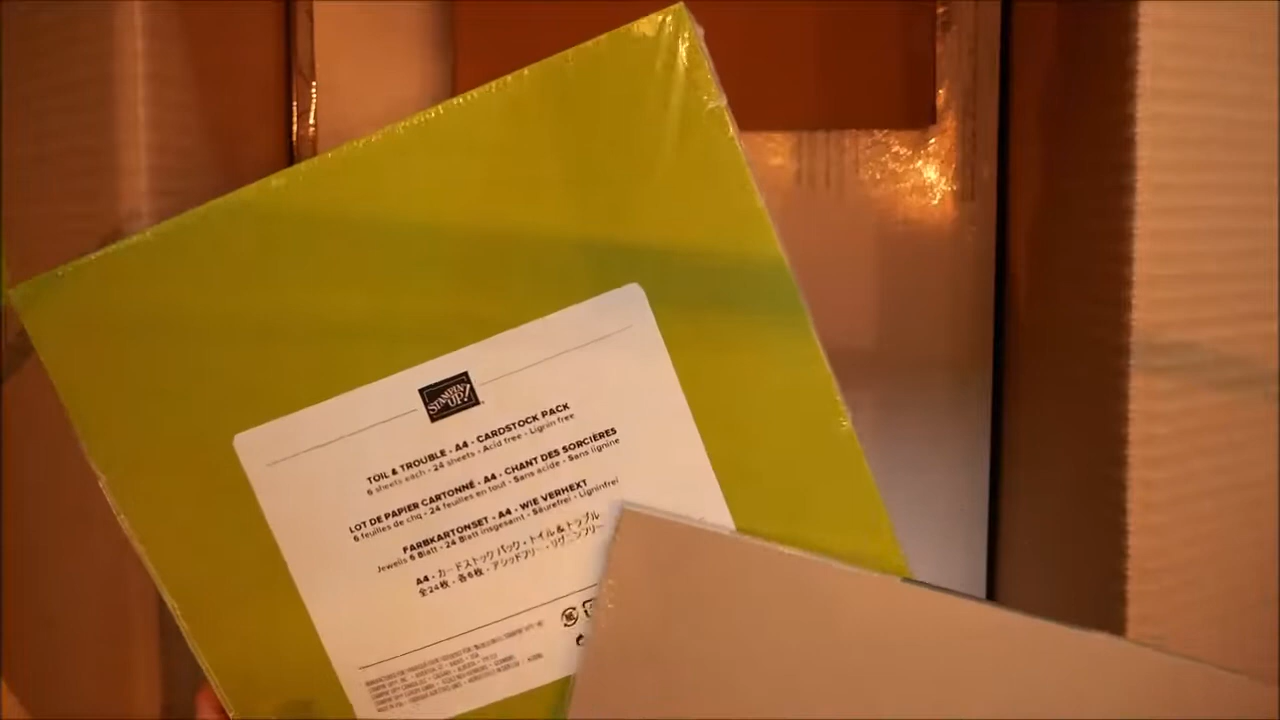 STAMPIN' UP!
TOIL & TROUBLE • A4 • CARDSTOCK PACK
6 sheets each • 24 sheets • Acid free • Lignin free
LOT DE PAPIER CARTONNÉ • A4 • CHANT DES SORCIÈRES
6 feuilles de chq • 24 feuilles en tout • Sans acide • Sans lignine
FARBKARTONSET • A4 • WIE VERHEXT
Jeweils 6 Blatt • 24 Blatt insgesamt • Säurefrei • Ligninfrei
A4・カードストック パック・トイル&トラブル
全24枚・各6枚・アシッドフリー・リグニンフリー